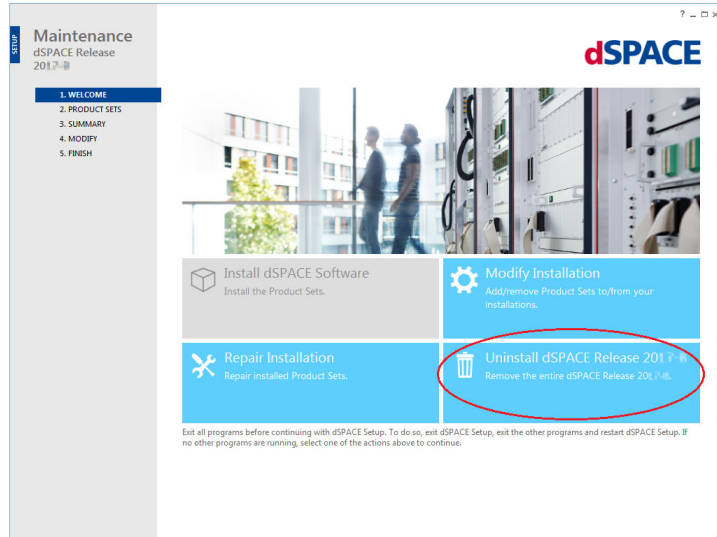 ? _ □ x
SETUP
Maintenance
dSPACE Release
dSPACE
1. WELCOME
2. PRODUCT SETS
3. SUMMARY
4. MODIFY
5. FINISH
Install dSPACE Software
Install the Product Sets.
Modify Installation
Add/remove Product Sets to/from your
installations.
Repair Installation
Repair installed Product Sets.
Uninstall dSPACE Release
Remove the entire dSPACE Release
Exit all programs before continuing with dSPACE Setup. To do so, exit dSPACE Setup, exit the other programs and restart dSPACE Setup. If
no other programs are running, select one of the actions above to continue.